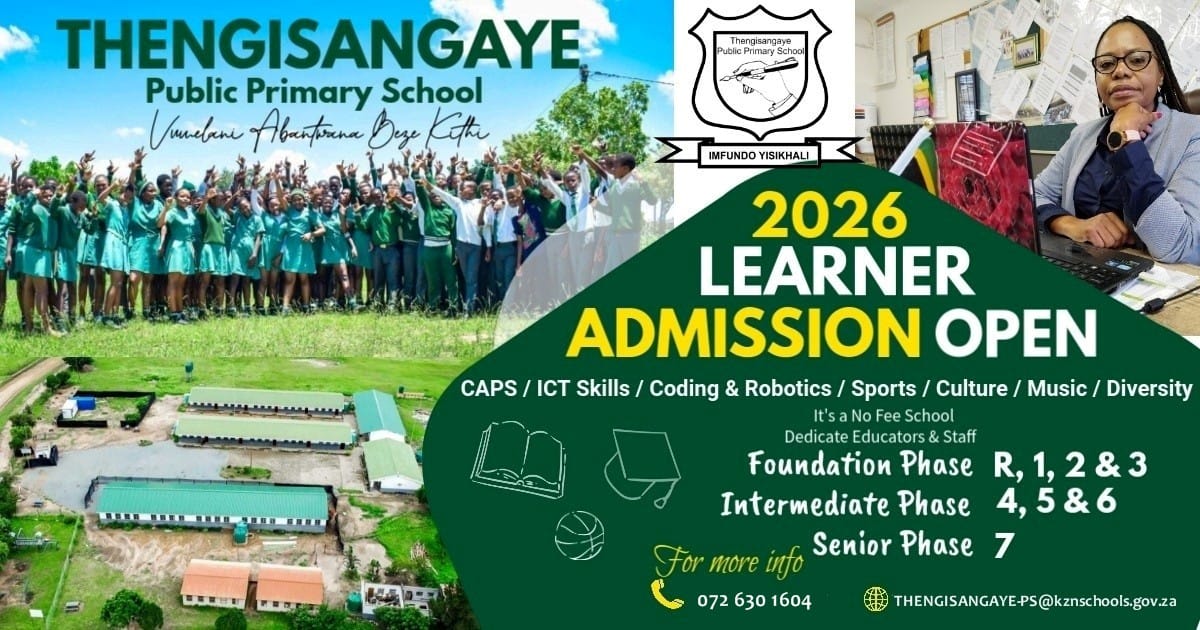 THENGISANGAYE
Public Primary School
Vuwelani Abantwana Beze Kithi
Thengisangaye
Public Primary School
IMFUNDO YISIKHALI
2026
LEARNER
ADMISSION OPEN
CAPS / ICT Skills / Coding & Robotics / Sports / Culture / Music / Diversity
It's a No Fee School
Dedicate Educators & Staff
Foundation Phase R, 1, 2 & 3
Intermediate Phase 4, 5 & 6
Senior Phase 7
For more info
072 630 1604
THENGISANGAYE-PS@kznschools.gov.za